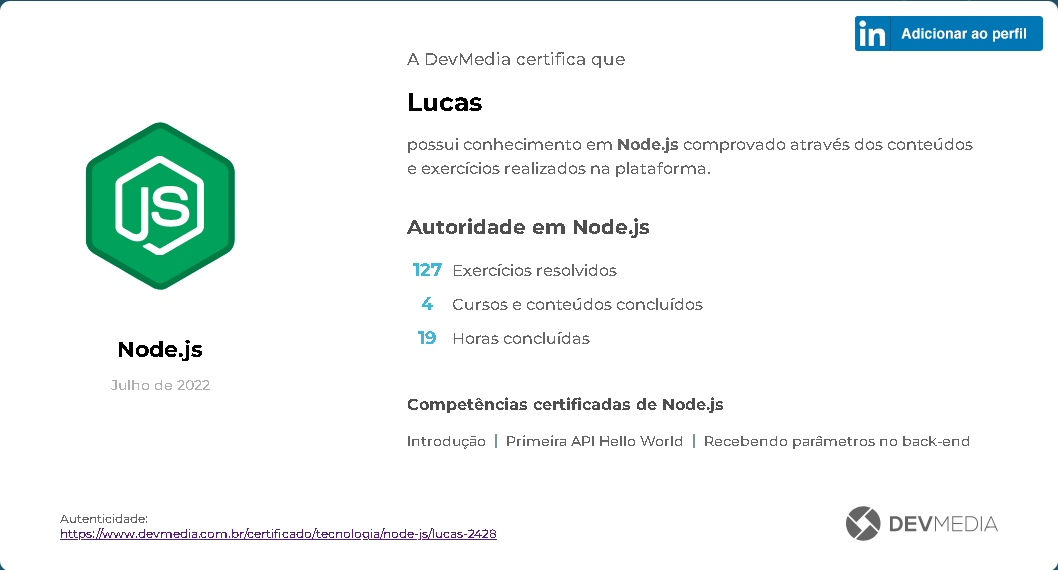 in Adicionar ao perfil
A DevMedia certifica que
Lucas
possui conhecimento em Node.js comprovado através dos conteúdos
e exercícios realizados na plataforma.
JS
Node.js
Julho de 2022
Autoridade em Node.js
127 Exercícios resolvidos
4 Cursos e conteúdos concluídos
19 Horas concluídas
Competências certificadas de Node.js
Introdução | Primeira API Hello World | Recebendo parâmetros no back-end
Autenticidade:
https://www.devmedia.com.br/certificado/tecnologia/node-js/lucas-2428
DEVMEDIA